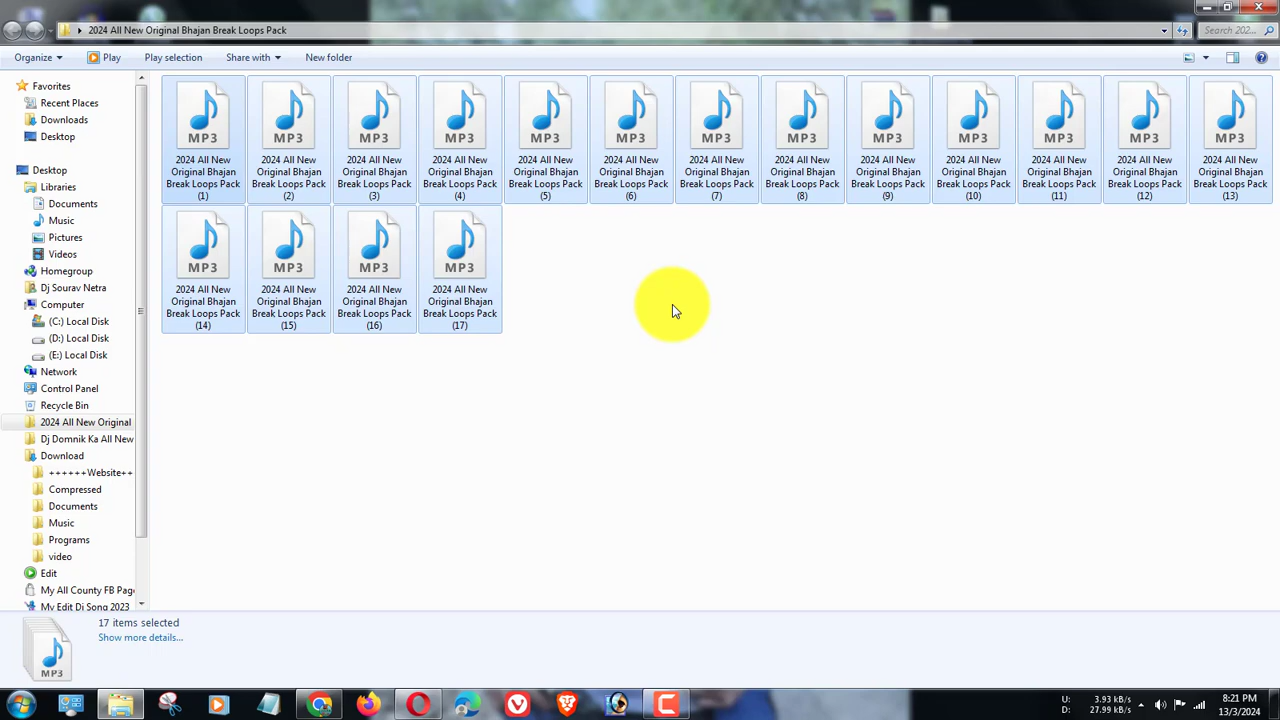 2024 All New Original Bhajan Break Loops Pack
Search 202...
Organize
Play
Play selection
Share with
New folder
Favorites
Recent Places
Downloads
Desktop
Desktop
Libraries
Documents
Music
Pictures
Videos
Homegroup
Dj Sourav Netra
Computer
(C:) Local Disk
(D:) Local Disk
(E:) Local Disk
Network
Control Panel
Recycle Bin
2024 All New Original
Dj Domnik Ka All New
Download
++++++Website++
Compressed
Documents
Music
Programs
video
Edit
My All County FB Page
My Edit Dj Song 2023
MP3
2024 All New
Original Bhajan
Break Loops Pack
(1)
MP3
2024 All New
Original Bhajan
Break Loops Pack
(2)
MP3
2024 All New
Original Bhajan
Break Loops Pack
(3)
MP3
2024 All New
Original Bhajan
Break Loops Pack
(4)
MP3
2024 All New
Original Bhajan
Break Loops Pack
(5)
MP3
2024 All New
Original Bhajan
Break Loops Pack
(6)
MP3
2024 All New
Original Bhajan
Break Loops Pack
(7)
MP3
2024 All New
Original Bhajan
Break Loops Pack
(8)
MP3
2024 All New
Original Bhajan
Break Loops Pack
(9)
MP3
2024 All New
Original Bhajan
Break Loops Pack
(10)
MP3
2024 All New
Original Bhajan
Break Loops Pack
(11)
MP3
2024 All New
Original Bhajan
Break Loops Pack
(12)
MP3
2024 All New
Original Bhajan
Break Loops Pack
(13)
MP3
2024 All New
Original Bhajan
Break Loops Pack
(14)
MP3
2024 All New
Original Bhajan
Break Loops Pack
(15)
MP3
2024 All New
Original Bhajan
Break Loops Pack
(16)
MP3
2024 All New
Original Bhajan
Break Loops Pack
(17)
MP3
17 items selected
Show more details...
U: 3.93 kB/s
D: 27.99 kB/s
8:21 PM
13/3/2024